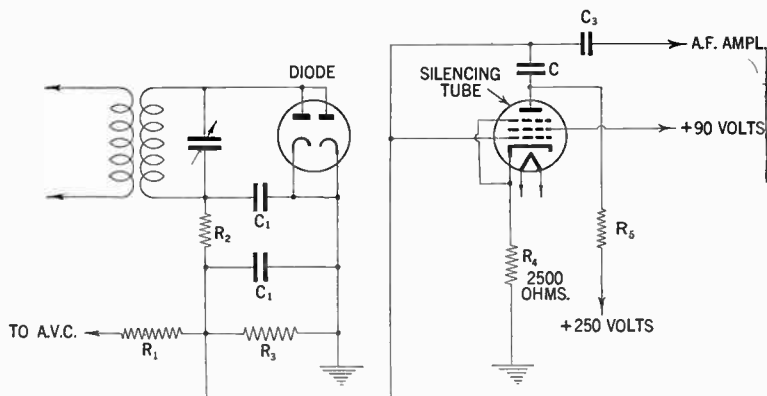 DIODE
C₁
R₂
C₁
TO A.V.C.
R₁
R₃
C₃
A.F. AMPL.
C
SILENCING
TUBE
+90 VOLTS
R₄
2500
OHMS.
R₅
+250 VOLTS